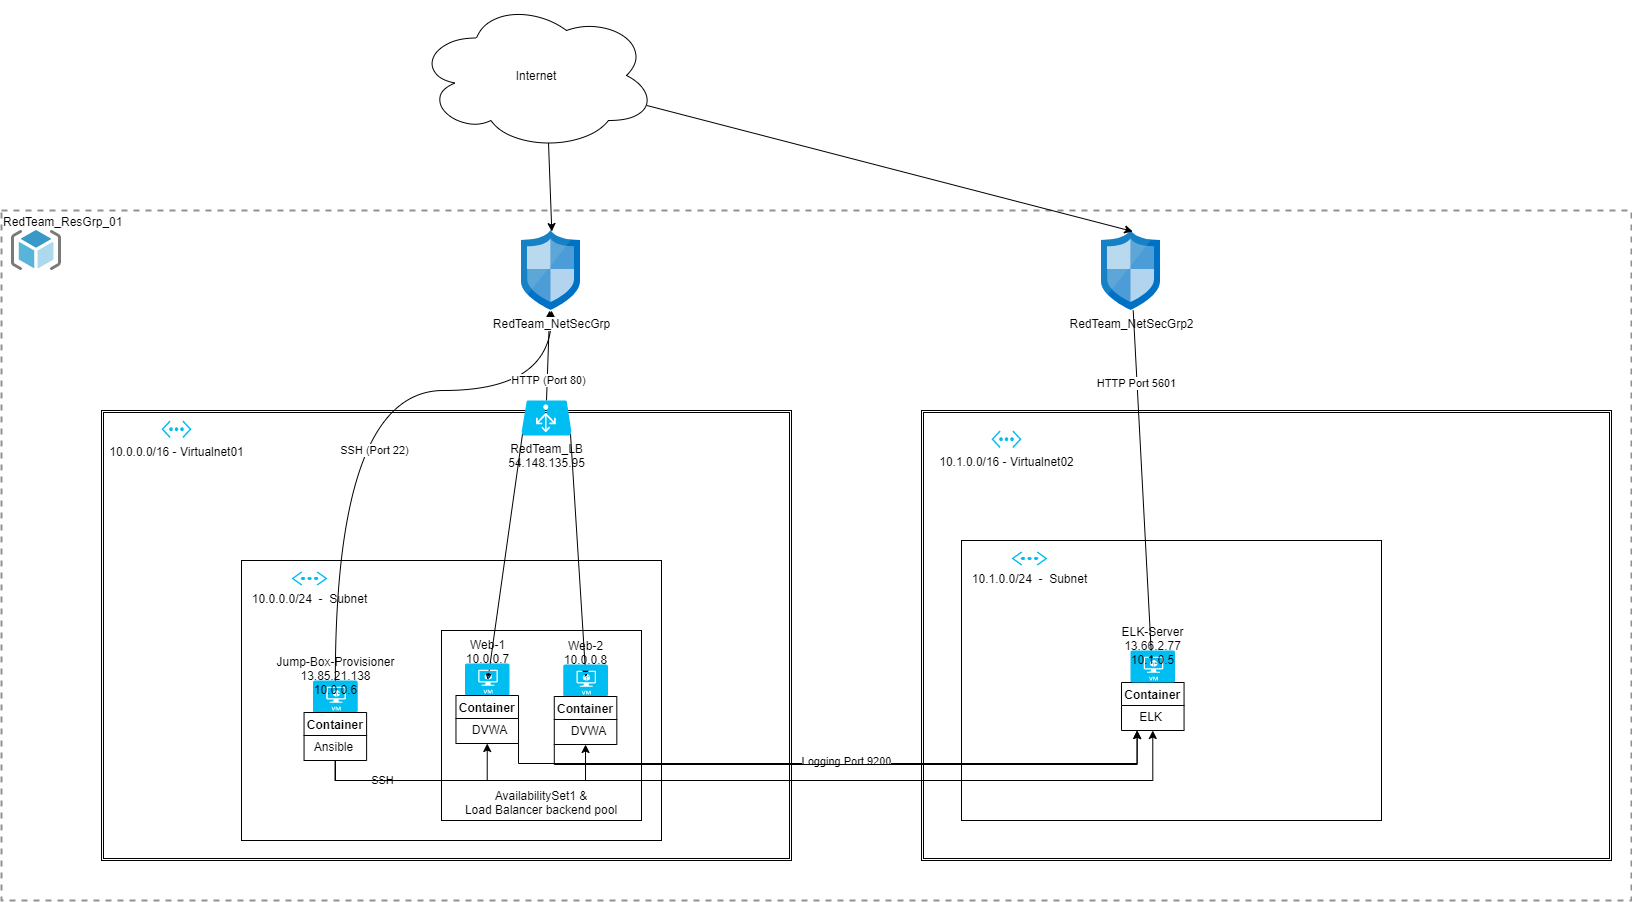 Internet
RedTeam_ResGrp_01
RedTeam_NetSecGrp
RedTeam_NetSecGrp2
HTTP (Port 80)
HTTP Port 5601
SSH (Port 22)
RedTeam_LB
54.148.135.95
10.0.0.0/16 - Virtualnet01
10.1.0.0/16 - Virtualnet02
10.0.0.0/24 - Subnet
10.1.0.0/24 - Subnet
Jump-Box-Provisioner
13.85.21.138
10.0.0.6
VM
Container
Ansible
Web-1
10.0.0.7
VM
Container
DVWA
Web-2
10.0.0.8
VM
Container
DVWA
ELK-Server
13.66.2.77
10.1.0.5
VM
Container
ELK
Logging Port 9200
SSH
AvailabilitySet1 &
Load Balancer backend pool